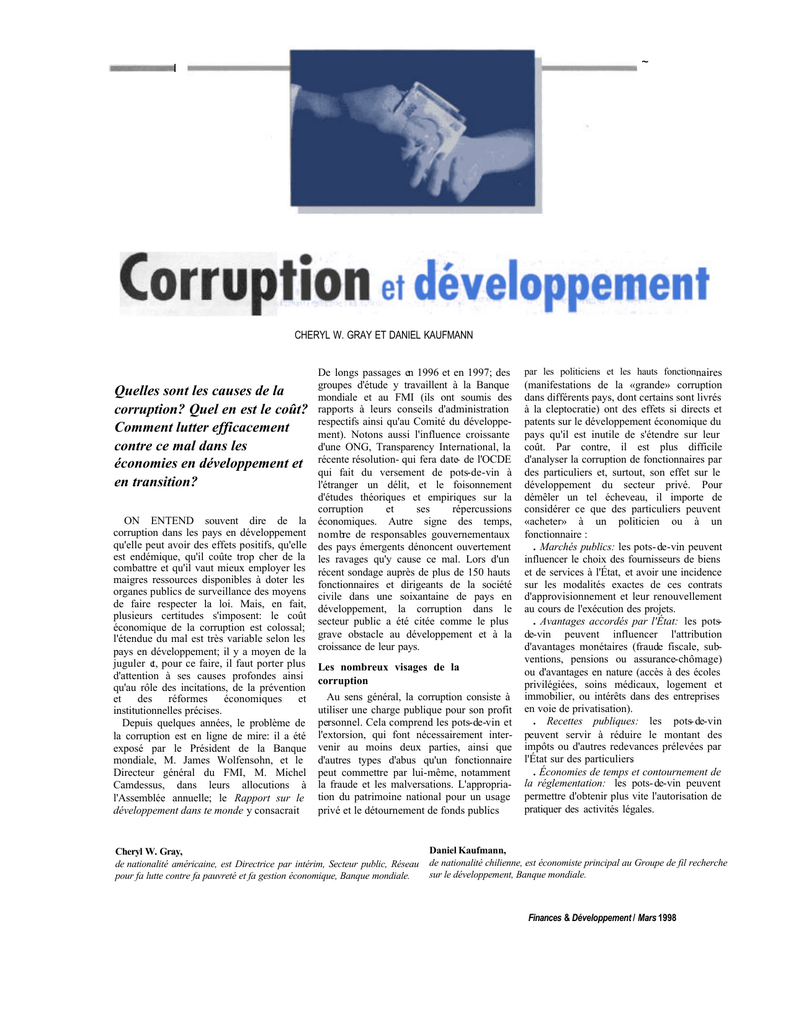 Corruption et développement
CHERYL W. GRAY ET DANIEL KAUFMANN
Quelles sont les causes de la
corruption? Quel en est le coût?
Comment lutter efficacement
contre ce mal dans les
économies en développement et
en transition?
ON ENTEND souvent dire de la
corruption dans les pays en développement
qu'elle peut avoir des effets positifs, qu'elle
est endémique, qu'il coûte trop cher de la
combattre et qu'il vaut mieux employer les
maigres ressources disponibles à doter les
organes publics de surveillance des moyens
de faire respecter la loi. Mais, en fait,
plusieurs certitudes s'imposent: le coût
économique de la corruption est colossal;
l'étendue du mal est très variable selon les
pays en développement; il y a moyen de la
juguler et, pour ce faire, il faut porter plus
d'attention à ses causes profondes ainsi
qu'au rôle des incitations, de la prévention
et des réformes économiques et
institutionnelles précises.
Depuis quelques années, le problème de
la corruption est en ligne de mire: il a été
exposé par le Président de la Banque
mondiale, M. James Wolfensohn, et le
Directeur général du FMI, M. Michel
Camdessus, dans leurs allocutions à
l'Assemblée annuelle; le Rapport sur le
développement dans te monde y consacrait
De longs passages en 1996 et en 1997; des
groupes d'étude y travaillent à la Banque
mondiale et au FMI (ils ont soumis des
rapports à leurs conseils d'administration
respectifs ainsi qu'au Comité du développe-
ment). Notons aussi l'influence croissante
d'une ONG, Transparency International, la
récente résolution- qui fera date- de l'OCDE
qui fait du versement de pots-de-vin à
l'étranger un délit, et le foisonnement
d'études théoriques et empiriques sur la
corruption et ses répercussions
économiques. Autre signe des temps,
nombre de responsables gouvernementaux
des pays émergents dénoncent ouvertement
les ravages qu'y cause ce mal. Lors d'un
récent sondage auprès de plus de 150 hauts
fonctionnaires et dirigeants de la société
civile dans une soixantaine de pays en
développement, la corruption dans le
secteur public a été citée comme le plus
grave obstacle au développement et à la
croissance de leur pays.
Les nombreux visages de la
corruption
Au sens général, la corruption consiste à
utiliser une charge publique pour son profit
personnel. Cela comprend les pots-de-vin et
l'extorsion, qui font nécessairement inter-
venir au moins deux parties, ainsi que
d'autres types d'abus qu'un fonctionnaire
peut commettre par lui-même, notamment
la fraude et les malversations. L'appropria-
tion du patrimoine national pour un usage
privé et le détournement de fonds publics
par les politiciens et les hauts fonctionnaires
(manifestations de la «grande» corruption
dans différents pays, dont certains sont livrés
à la cleptocratie) ont des effets si directs et
patents sur le développement économique du
pays qu'il est inutile de s'étendre sur leur
coût. Par contre, il est plus difficile
d'analyser la corruption de fonctionnaires par
des particuliers et, surtout, son effet sur le
développement du secteur privé. Pour
démêler un tel écheveau, il importe de
considérer ce que des particuliers peuvent
«acheter» à un politicien ou à un
fonctionnaire :
. Marchés publics: les pots-de-vin peuvent
influencer le choix des fournisseurs de biens
et de services à l'État, et avoir une incidence
sur les modalités exactes de ces contrats
d'approvisionnement et leur renouvellement
au cours de l'exécution des projets.
. Avantages accordés par l'État: les pots-
de-vin peuvent influencer l'attribution
d'avantages monétaires (fraude fiscale, sub-
ventions, pensions ou assurance-chômage)
ou d'avantages en nature (accès à des écoles
privilégiées, soins médicaux, logement et
immobilier, ou intérêts dans des entreprises
en voie de privatisation).
. Recettes publiques: les pots-de-vin
peuvent servir à réduire le montant des
impôts ou d'autres redevances prélevées par
l'État sur des particuliers
. Économies de temps et contournement de
la réglementation: les pots-de-vin peuvent
permettre d'obtenir plus vite l'autorisation de
pratiquer des activités légales.
Cheryl W. Gray,
de nationalité américaine, est Directrice par intérim, Secteur public, Réseau
pour fa lutte contre fa pauvreté et fa gestion économique, Banque mondiale.
Daniel Kaufmann,
de nationalité chilienne, est économiste principal au Groupe de fil recherche
sur le développement, Banque mondiale.
Finances & Développement / Mars 1998